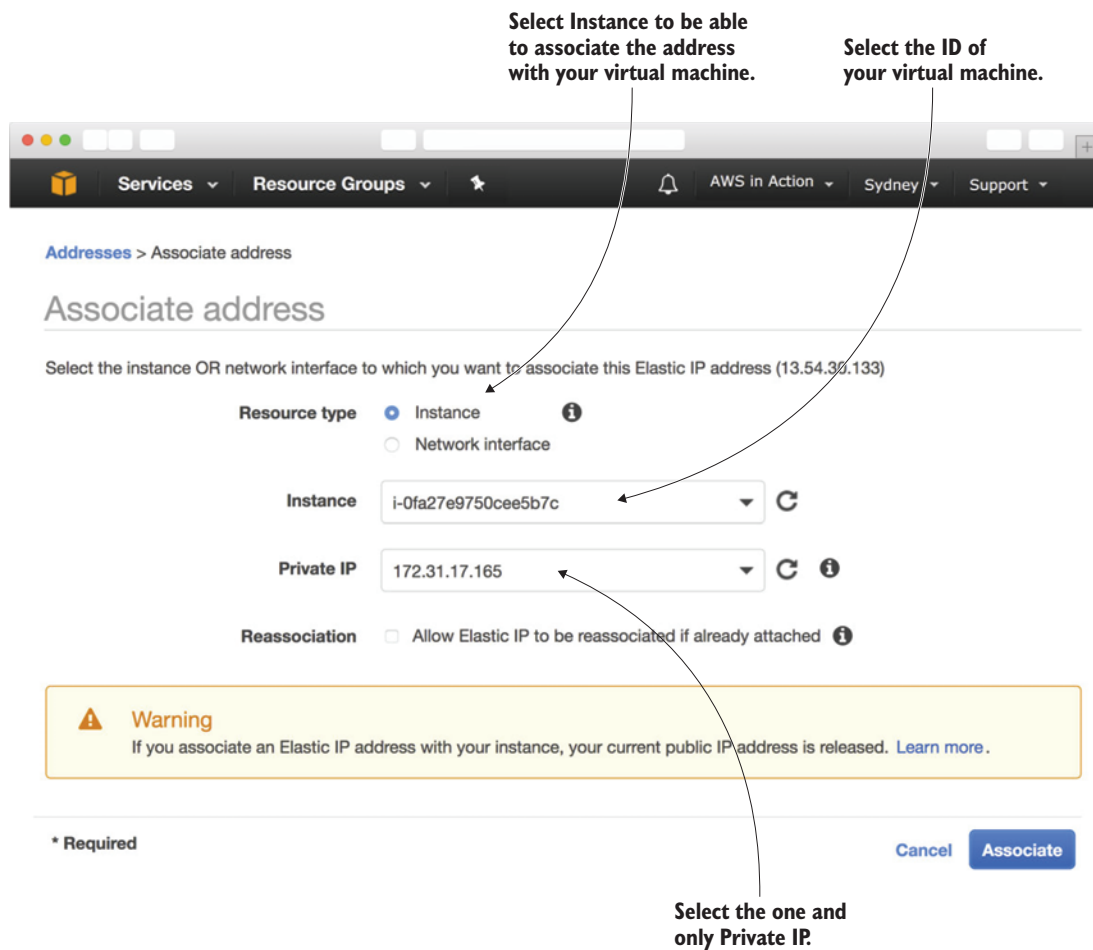 Select Instance to be able
to associate the address
with your virtual machine.
Select the ID of
your virtual machine.
Services Resource Groups AWS in Action Sydney Support
Addresses > Associate address
Associate address
Select the instance OR network interface to which you want to associate this Elastic IP address (13.54.30.133)
Resource type Instance
Network interface
Instance i-0fa27e9750cee5b7c
Private IP 172.31.17.165
Reassociation Allow Elastic IP to be reassociated if already attached
Warning
If you associate an Elastic IP address with your instance, your current public IP address is released. Learn more.
* Required Cancel Associate
Select the one and
only Private IP.